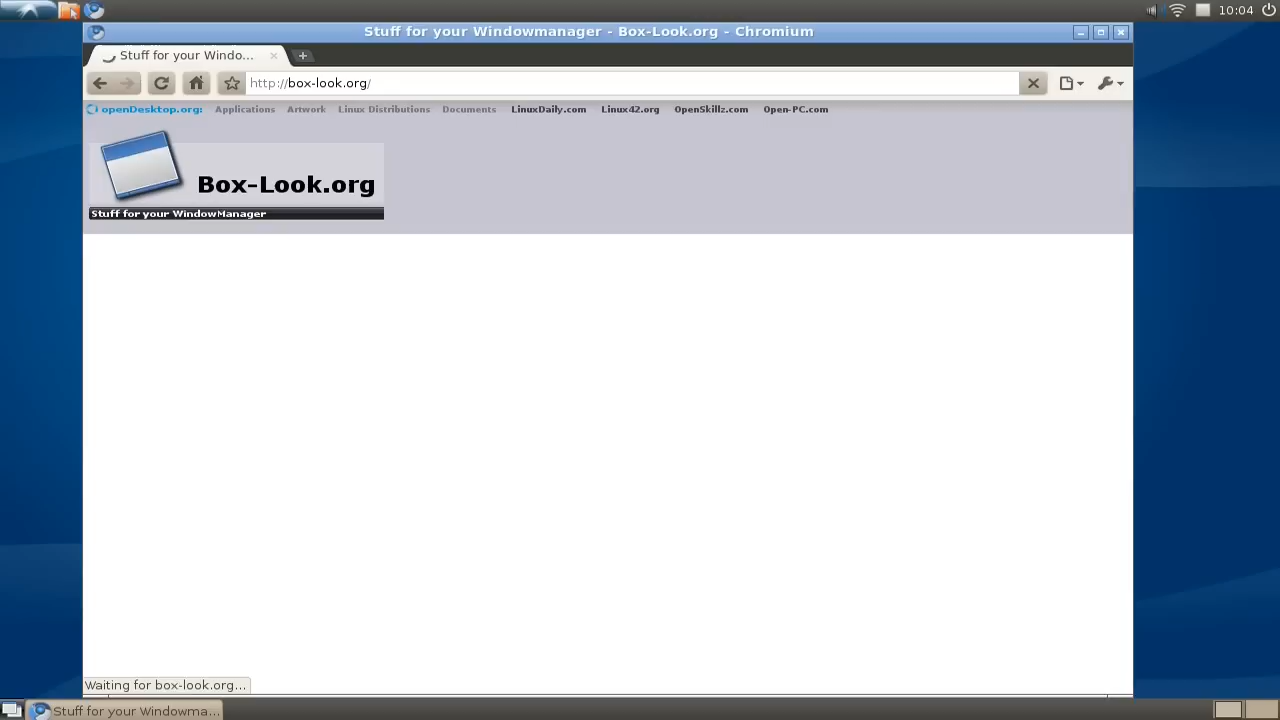 10:04
Stuff for your Windowmanager - Box-Look.org - Chromium
Stuff for your Windo...
http://box-look.org/
openDesktop.org: Applications Artwork Linux Distributions Documents LinuxDaily.com Linux42.org OpenSkillz.com Open-PC.com
Box-Look.org
Stuff for your WindowManager
Waiting for box-look.org...
Stuff for your Windowma...